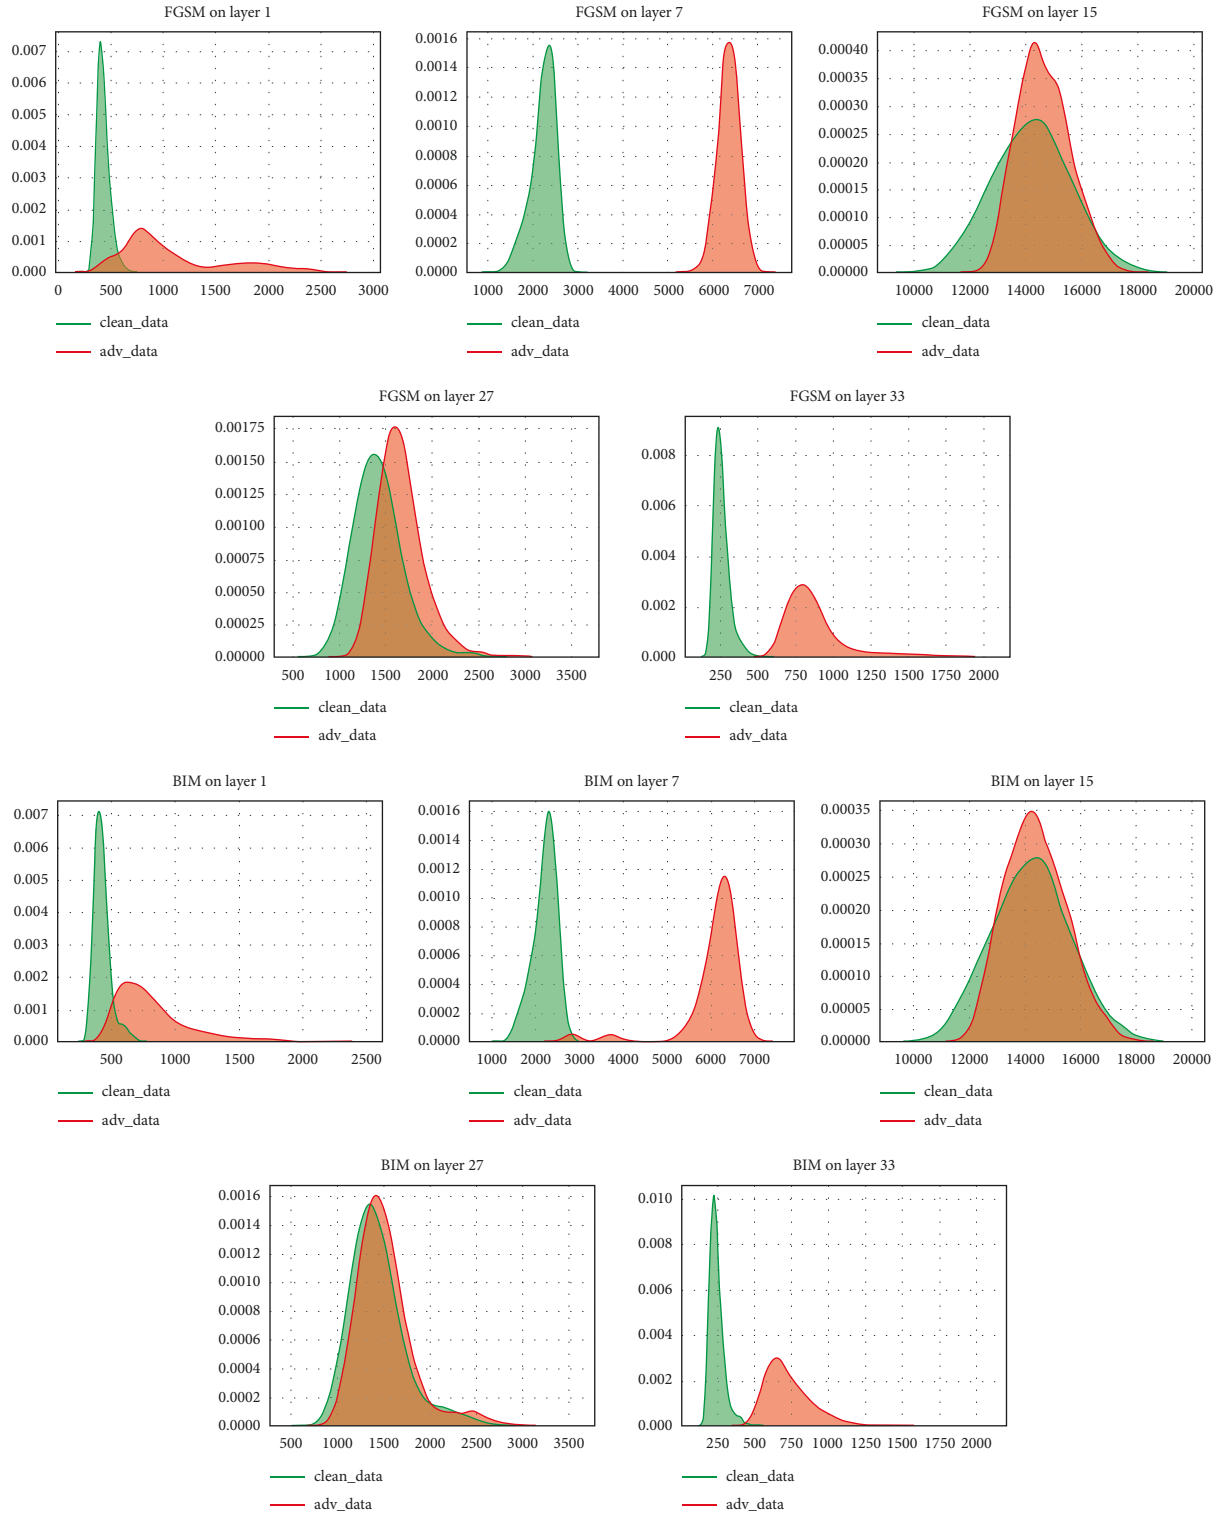 FGSM on layer 1
FGSM on layer 7
FGSM on layer 15
0.007
0.006
0.005
0.004
0.003
0.002
0.001
0.000
0 500 1000 1500 2000 2500 3000
clean_data
adv_data
0.0016
0.0014
0.0012
0.0010
0.0008
0.0006
0.0004
0.0002
0.0000
1000 2000 3000 4000 5000 6000 7000
clean_data
adv_data
0.00040
0.00035
0.00030
0.00025
0.00020
0.00015
0.00010
0.00005
0.00000
10000 12000 14000 16000 18000 20000
clean_data
adv_data
FGSM on layer 27
FGSM on layer 33
0.00175
0.00150
0.00125
0.00100
0.00075
0.00050
0.00025
0.00000
500 1000 1500 2000 2500 3000 3500
clean_data
adv_data
0.008
0.006
0.004
0.002
0.000
250 500 750 1000 1250 1500 1750 2000
clean_data
adv_data
BIM on layer 1
BIM on layer 7
BIM on layer 15
0.007
0.006
0.005
0.004
0.003
0.002
0.001
0.000
500 1000 1500 2000 2500
clean_data
adv_data
0.0016
0.0014
0.0012
0.0010
0.0008
0.0006
0.0004
0.0002
0.0000
1000 2000 3000 4000 5000 6000 7000
clean_data
adv_data
0.00035
0.00030
0.00025
0.00020
0.00015
0.00010
0.00005
0.00000
10000 12000 14000 16000 18000 20000
clean_data
adv_data
BIM on layer 27
BIM on layer 33
0.0016
0.0014
0.0012
0.0010
0.0008
0.0006
0.0004
0.0002
0.0000
500 1000 1500 2000 2500 3000 3500
clean_data
adv_data
0.010
0.008
0.006
0.004
0.002
0.000
250 500 750 1000 1250 1500 1750 2000
clean_data
adv_data